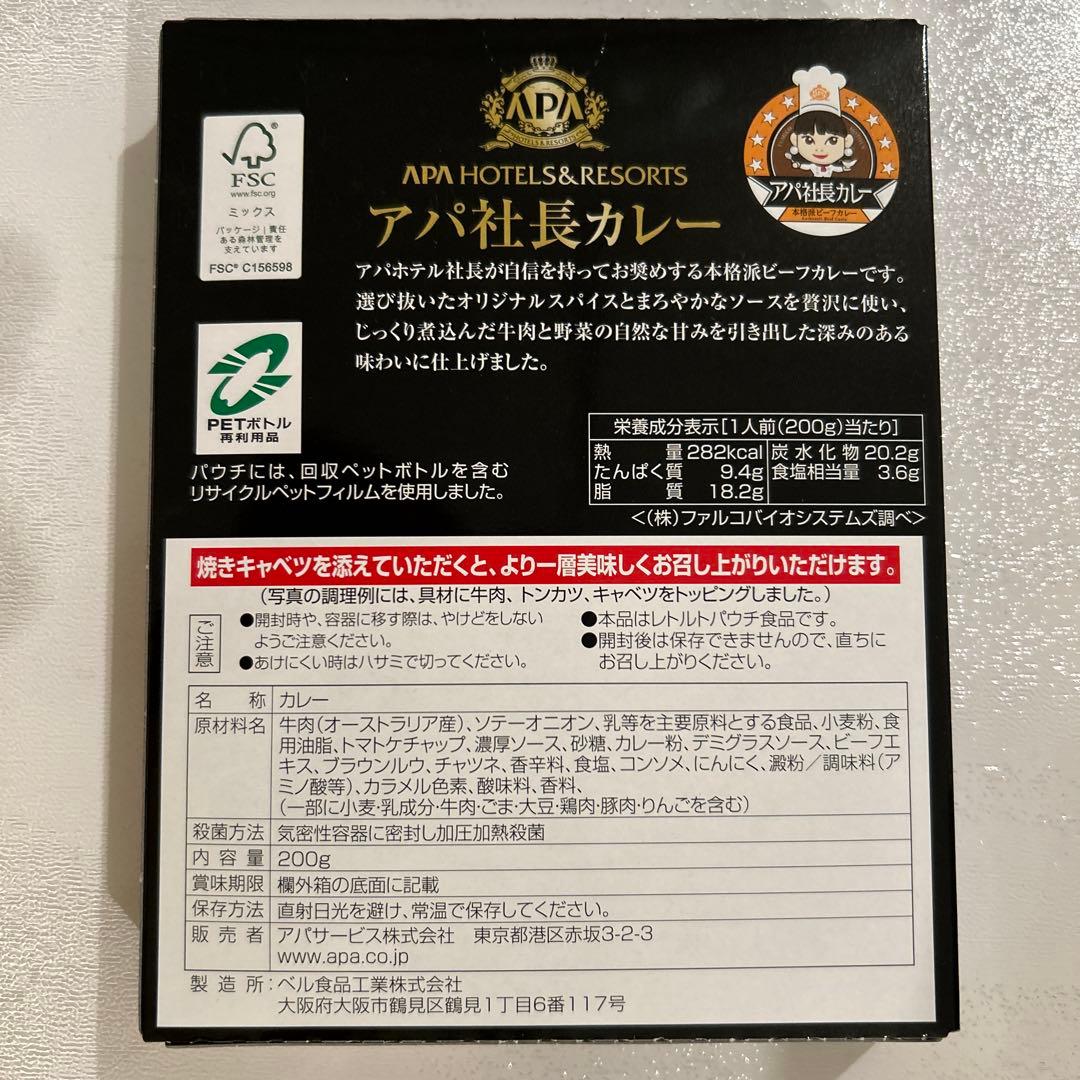 APA
HOTELS & RESORTS
APA HOTELS&RESORTS
アパ社長カレー
アパ社長カレー
本格派ビーフカレー
Authentic Beef Curry
FSC
www.fsc.org
ミックス
パッケージ|責任
ある森林管理を
支えています
FSC® C156598
アパホテル社長が自信を持ってお奨めする本格派ビーフカレーです。
選び抜いたオリジナルスパイスとまろやかなソースを贅沢に使い、
じっくり煮込んだ牛肉と野菜の自然な甘みを引き出した深みのある
味わいに仕上げました。
PETボトル
再利用品
パウチには、回収ペットボトルを含む
リサイクルペットフィルムを使用しました。
栄養成分表示[1人前(200g)当たり]
熱量 282kcal 炭水化物 20.2g
たんぱく質 9.4g 食塩相当量 3.6g
脂質 18.2g
<(株)ファルコバイオシステムズ調べ>
焼きキャベツを添えていただくと、より一層美味しくお召し上がりいただけます。
(写真の調理例には、具材に牛肉、トンカツ、キャベツをトッピングしました。)
ご注意
●開封時や、容器に移す際は、やけどをしない
ようご注意ください。
●あけにくい時はハサミで切ってください。
●本品はレトルトパウチ食品です。
●開封後は保存できませんので、直ちに
お召し上がりください。
名称 カレー
原材料名 牛肉(オーストラリア産)、ソテーオニオン、乳等を主要原料とする食品、小麦粉、食
用油脂、トマトケチャップ、濃厚ソース、砂糖、カレー粉、デミグラスソース、ビーフエ
キス、ブラウンルウ、チャツネ、香辛料、食塩、コンソメ、にんにく、澱粉/調味料(ア
ミノ酸等)、カラメル色素、酸味料、香料、
(一部に小麦・乳成分・牛肉・ごま・大豆・鶏肉・豚肉・りんごを含む)
殺菌方法 気密性容器に密封し加圧加熱殺菌
内容量 200g
賞味期限 欄外箱の底面に記載
保存方法 直射日光を避け、常温で保存してください。
販売者 アパサービス株式会社 東京都港区赤坂3-2-3
www.apa.co.jp
製造所:ベル食品工業株式会社
大阪府大阪市鶴見区鶴見1丁目6番117号